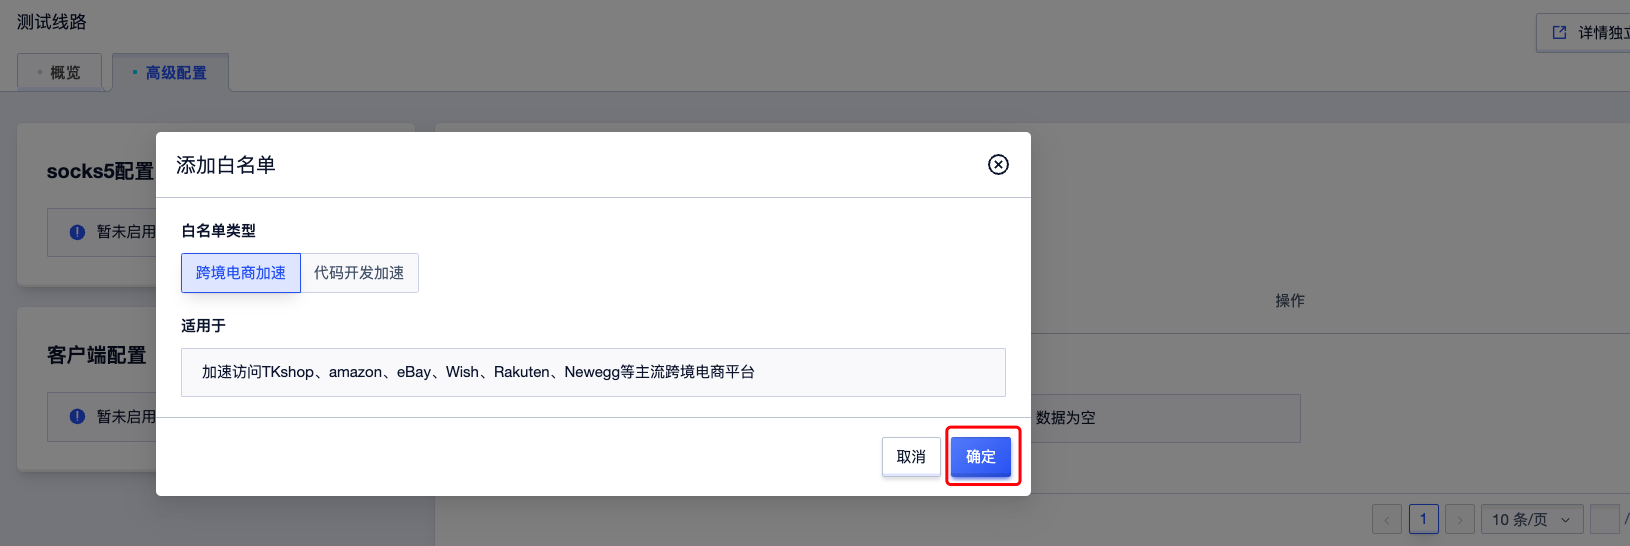 测试线路
详情独立
概览
高级配置
添加白名单
socks5配置
白名单类型
暂未启用
跨境电商加速
代码开发加速
操作
适用于
客户端配置
加速访问TKshop、amazon、eBay、Wish、Rakuten、Newegg等主流跨境电商平台
暂未启用
数据为空
取消
确定
1
10 条/页
/